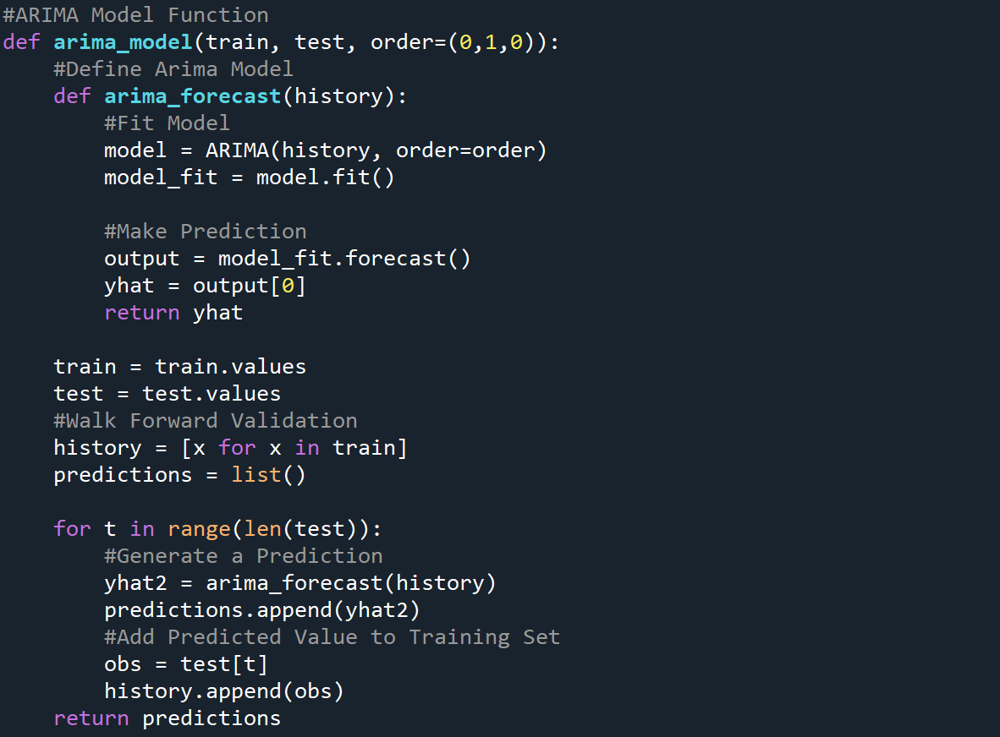 #ARIMA Model Function
def arima_model(train, test, order=(0,1,0)):
    #Define Arima Model
    def arima_forecast(history):
        #Fit Model
        model = ARIMA(history, order=order)
        model_fit = model.fit()

        #Make Prediction
        output = model_fit.forecast()
        yhat = output[0]
        return yhat

    train = train.values
    test = test.values
    #Walk Forward Validation
    history = [x for x in train]
    predictions = list()

    for t in range(len(test)):
        #Generate a Prediction
        yhat2 = arima_forecast(history)
        predictions.append(yhat2)
        #Add Predicted Value to Training Set
        obs = test[t]
        history.append(obs)
    return predictions